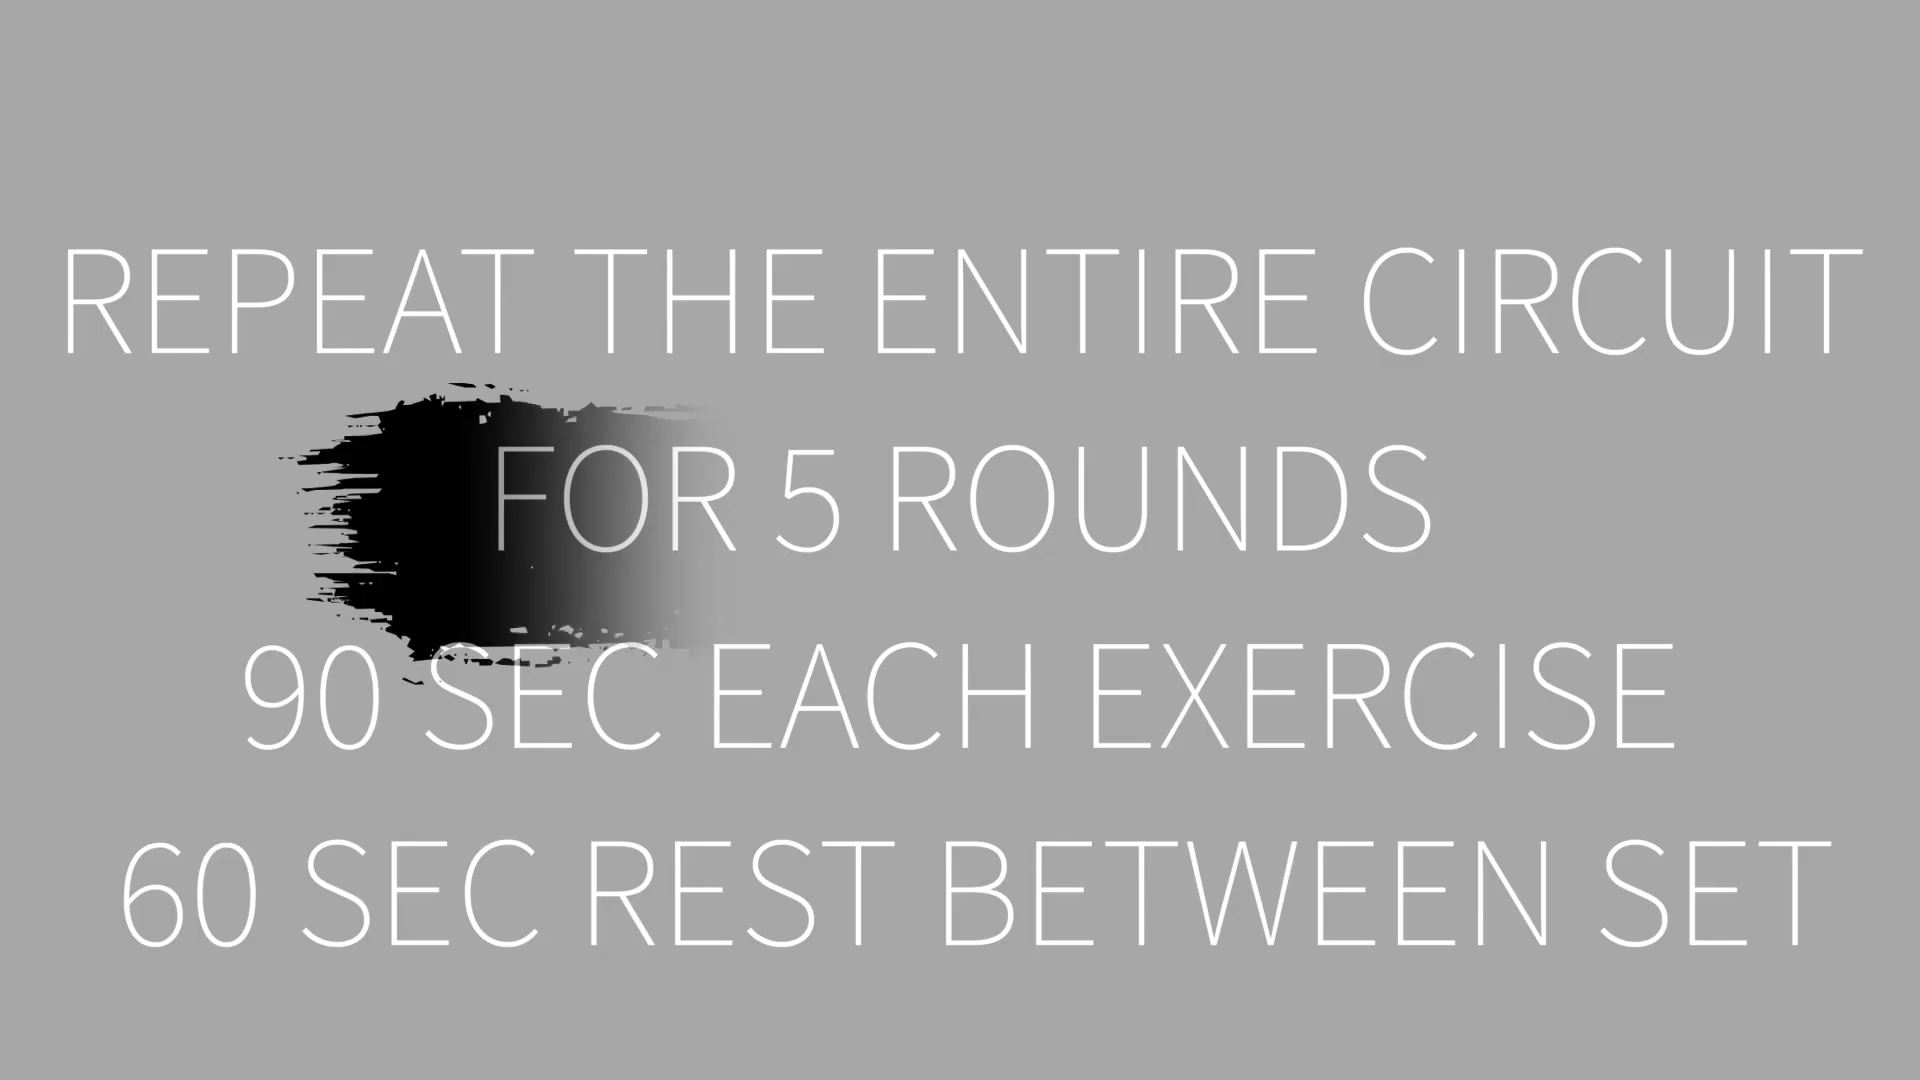 REPEAT THE ENTIRE CIRCUIT
FOR 5 ROUNDS
90 SEC EACH EXERCISE
60 SEC REST BETWEEN SET